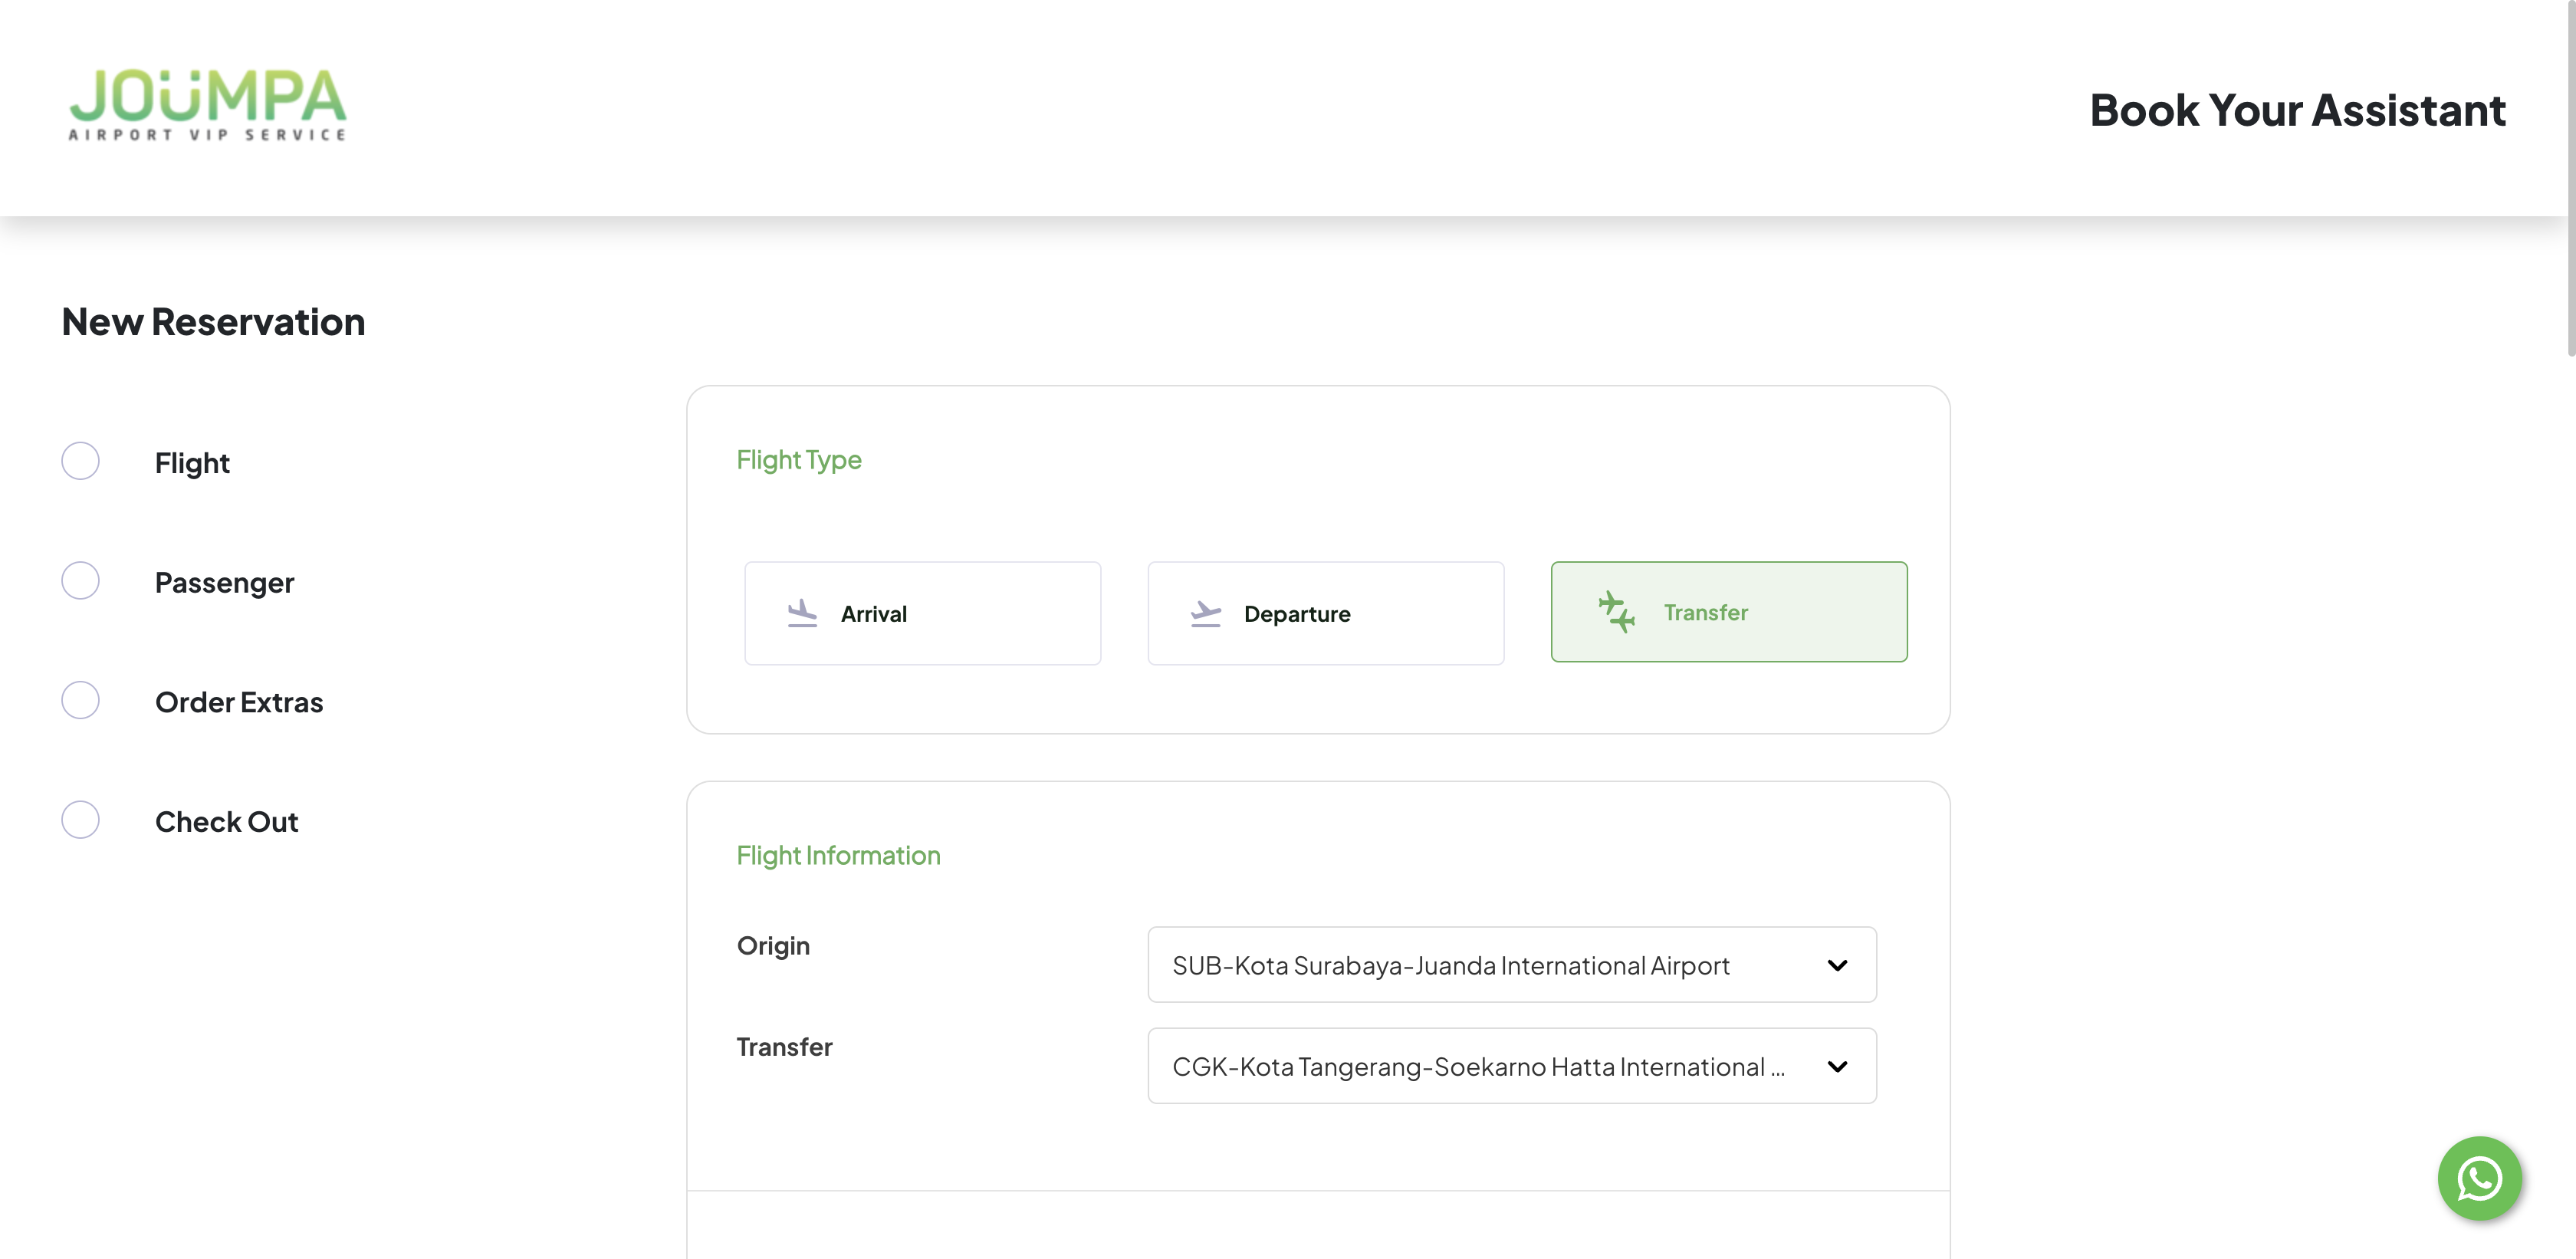 JOÜMPA
AIRPORT VIP SERVICE
Book Your Assistant
New Reservation
Flight
Passenger
Order Extras
Check Out
Flight Type
Arrival
Departure
Transfer
Flight Information
Origin
SUB-Kota Surabaya-Juanda International Airport
Transfer
CGK-Kota Tangerang-Soekarno Hatta International ...